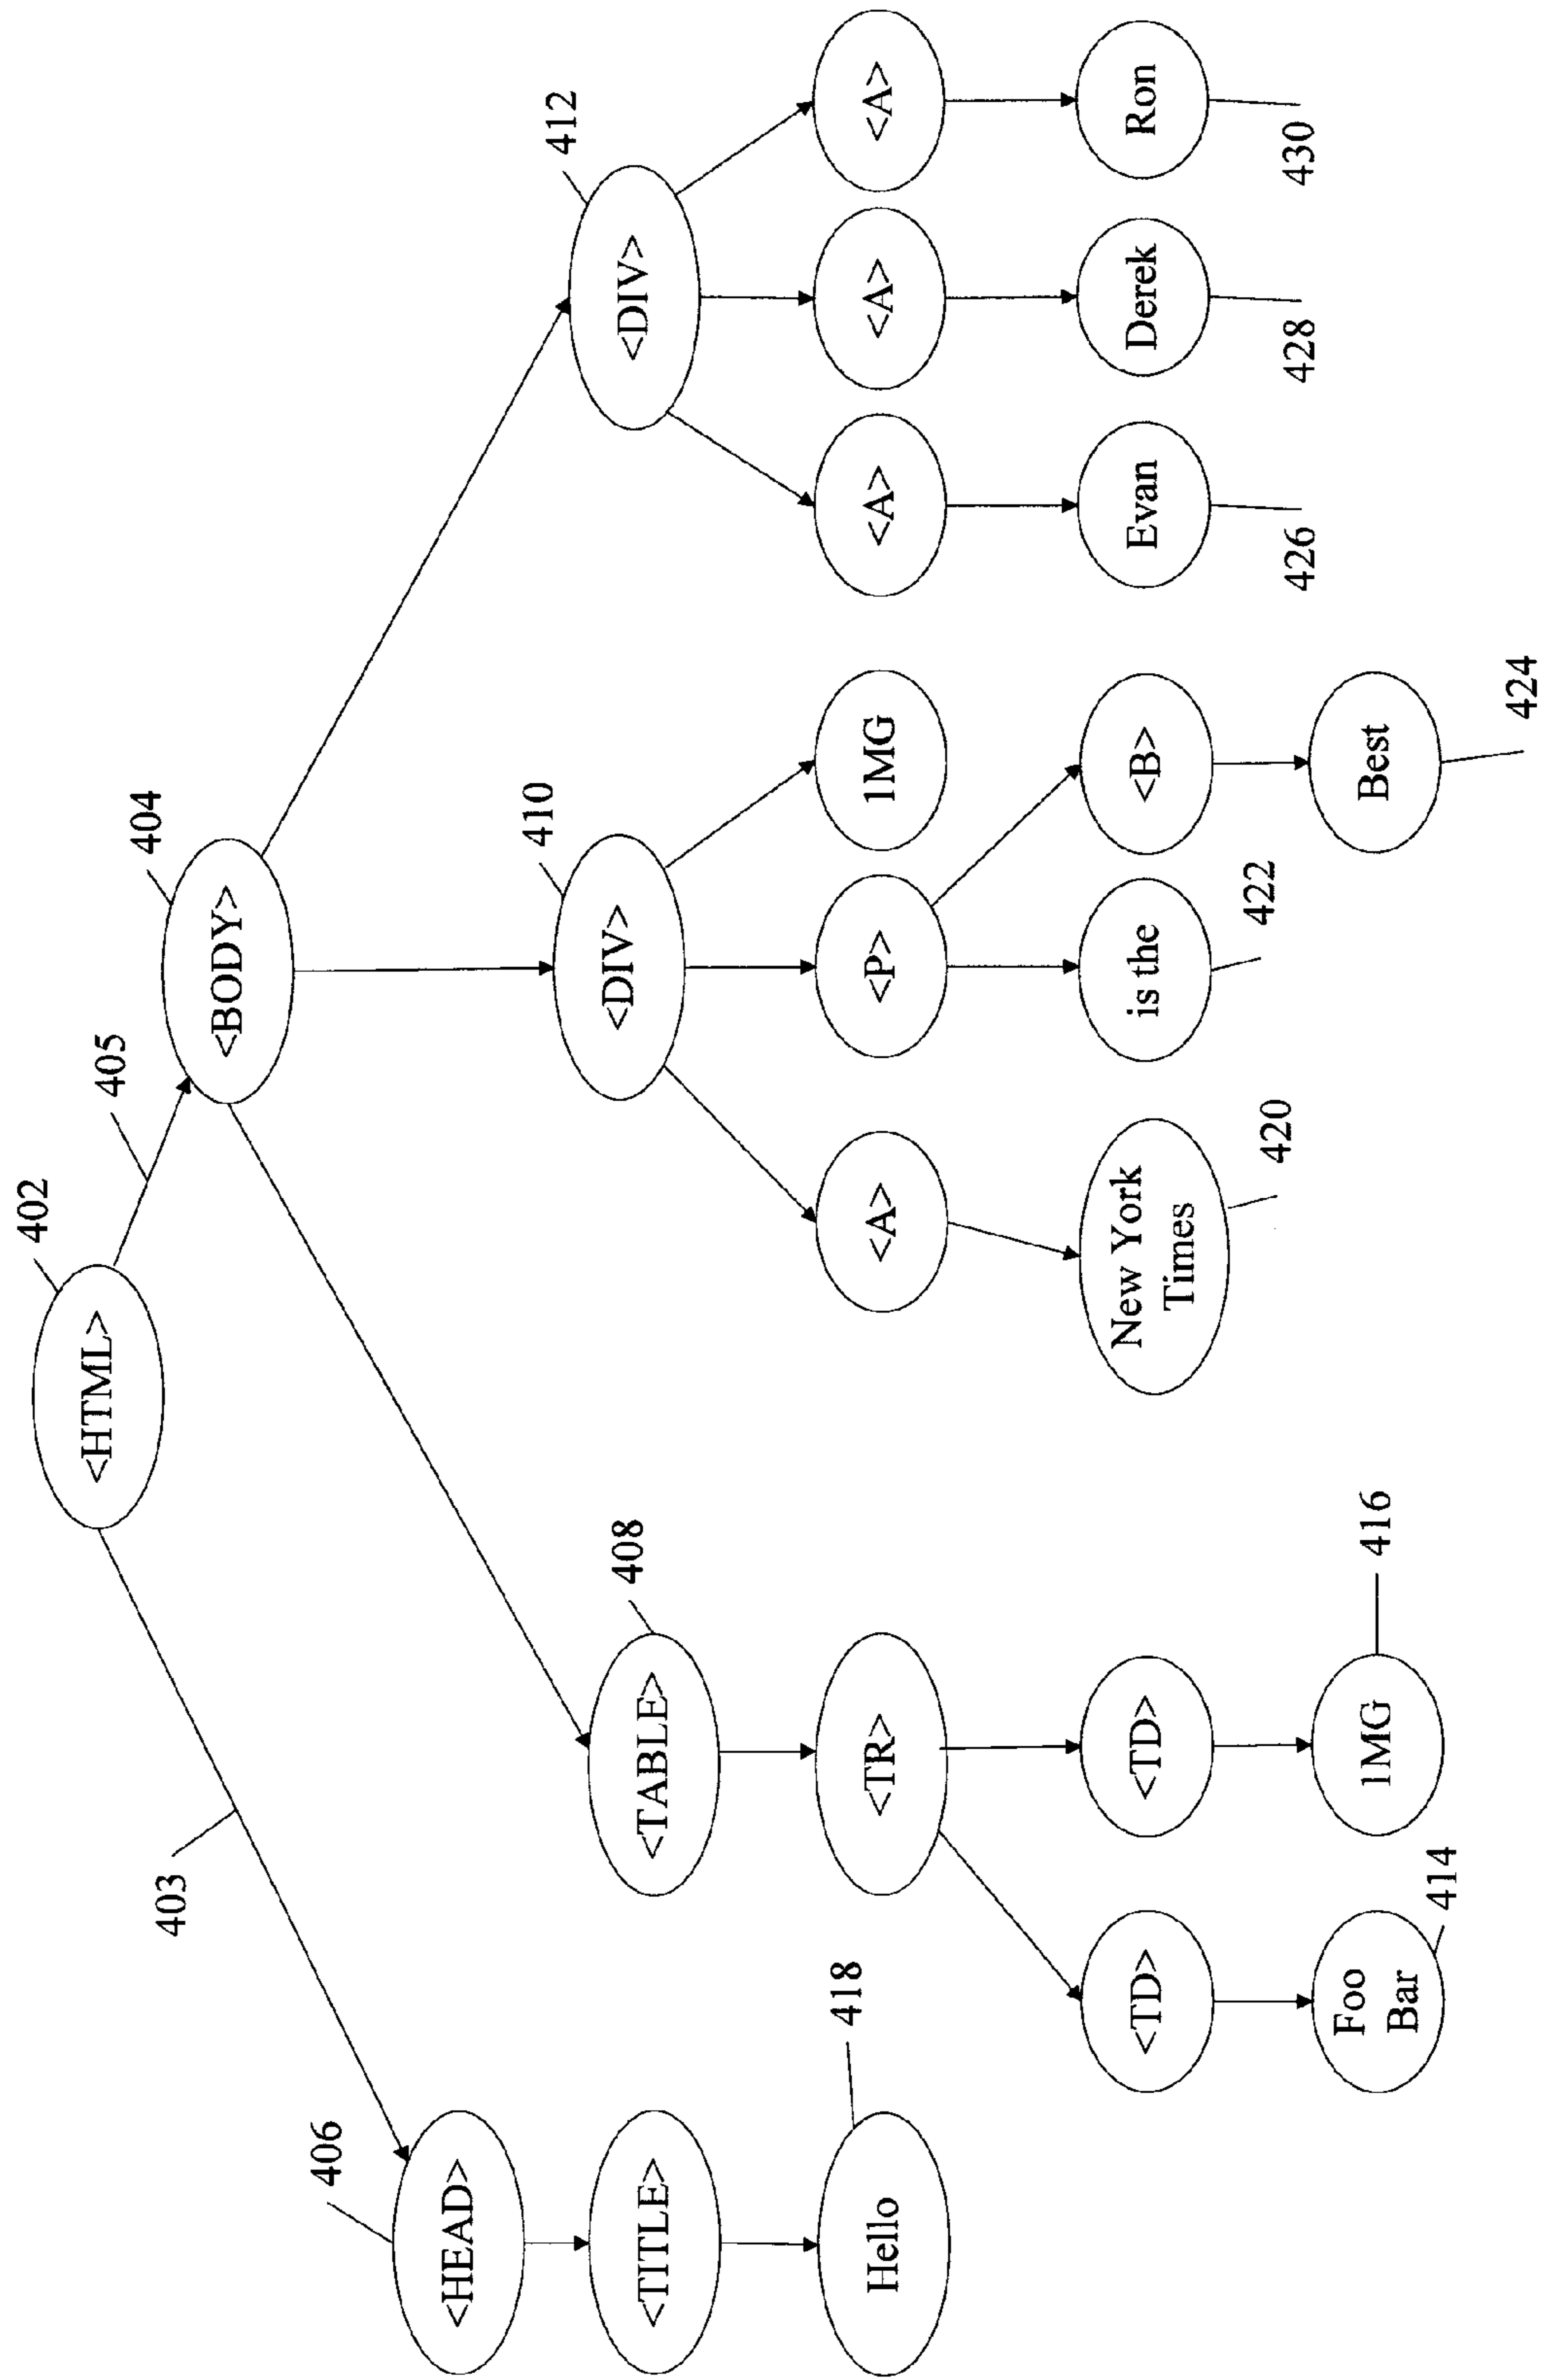 402
<HTML>
403
405
404
<BODY>
406
<HEAD>
<TITLE>
Hello
418
408
<TABLE>
<TR>
<TD>
<TD>
Foo
Bar
414
1MG
416
410
<DIV>
<A>
<P>
1MG
New York
Times
420
is the
422
<B>
Best
424
412
<DIV>
<A>
<A>
<A>
Evan
Derek
Ron
426
428
430